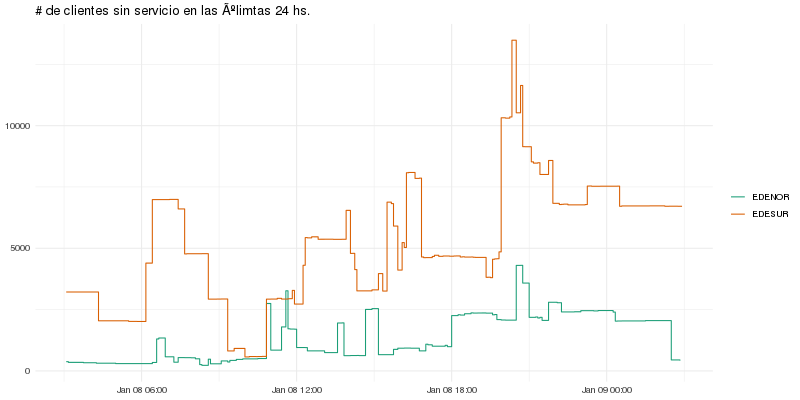 # de clientes sin servicio en las Ãºlimtas 24 hs.
10000
5000
0
Jan 08 06:00
Jan 08 12:00
Jan 08 18:00
Jan 09 00:00
EDENOR
EDESUR